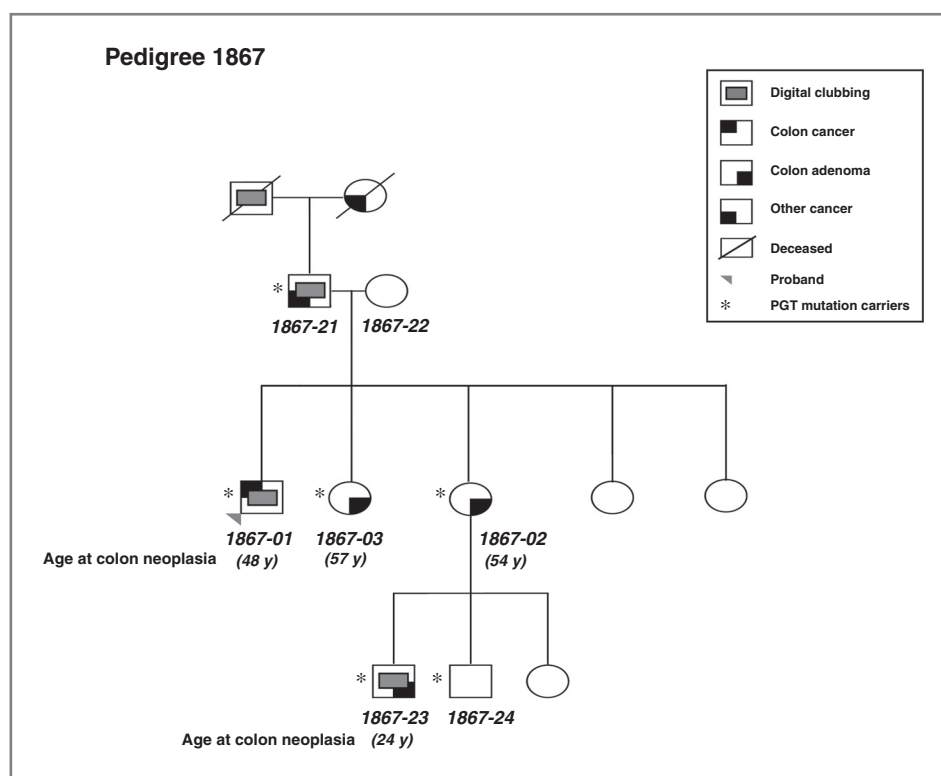 Pedigree 1867
Digital clubbing
Colon cancer
Colon adenoma
Other cancer
Deceased
Proband
* PGT mutation carriers
*
1867-21 1867-22
* * *
1867-01 1867-03 1867-02
Age at colon neoplasia (48 y) (57 y) (54 y)
* *
1867-23 1867-24
Age at colon neoplasia (24 y)